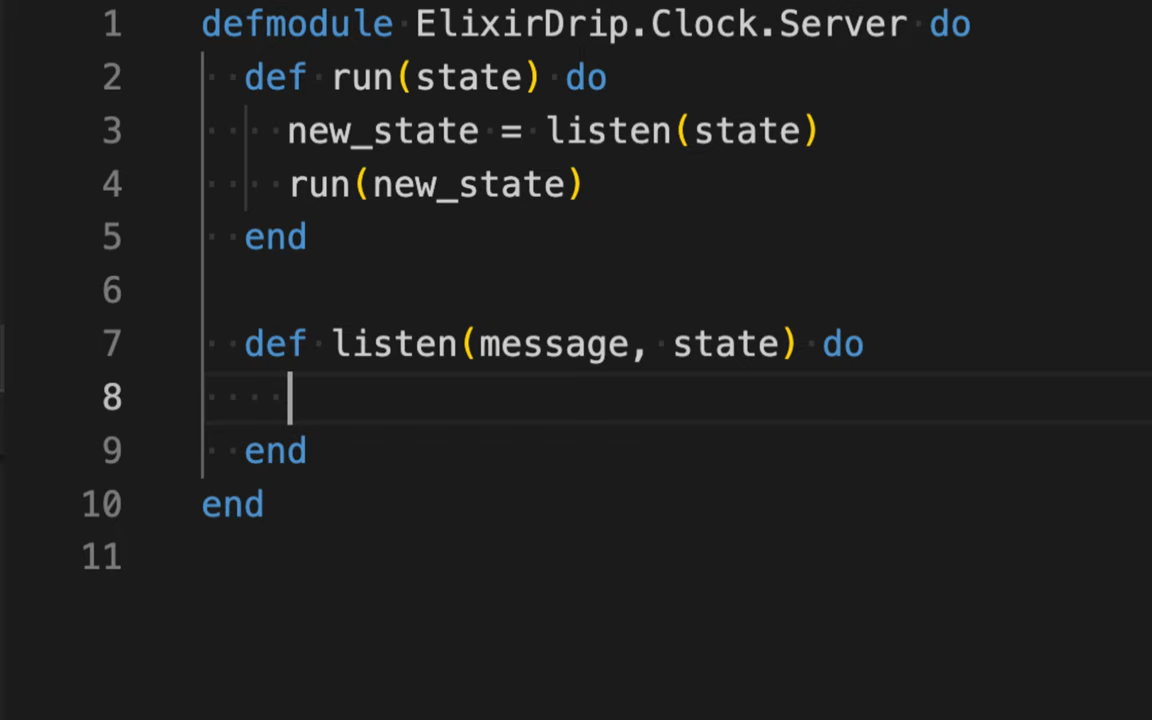 1 defmodule ElixirDrip.Clock.Server do
2 def run(state) do
3 new_state = listen(state)
4 run(new_state)
5 end
6
7 def listen(message, state) do
8
9 end
10 end
11